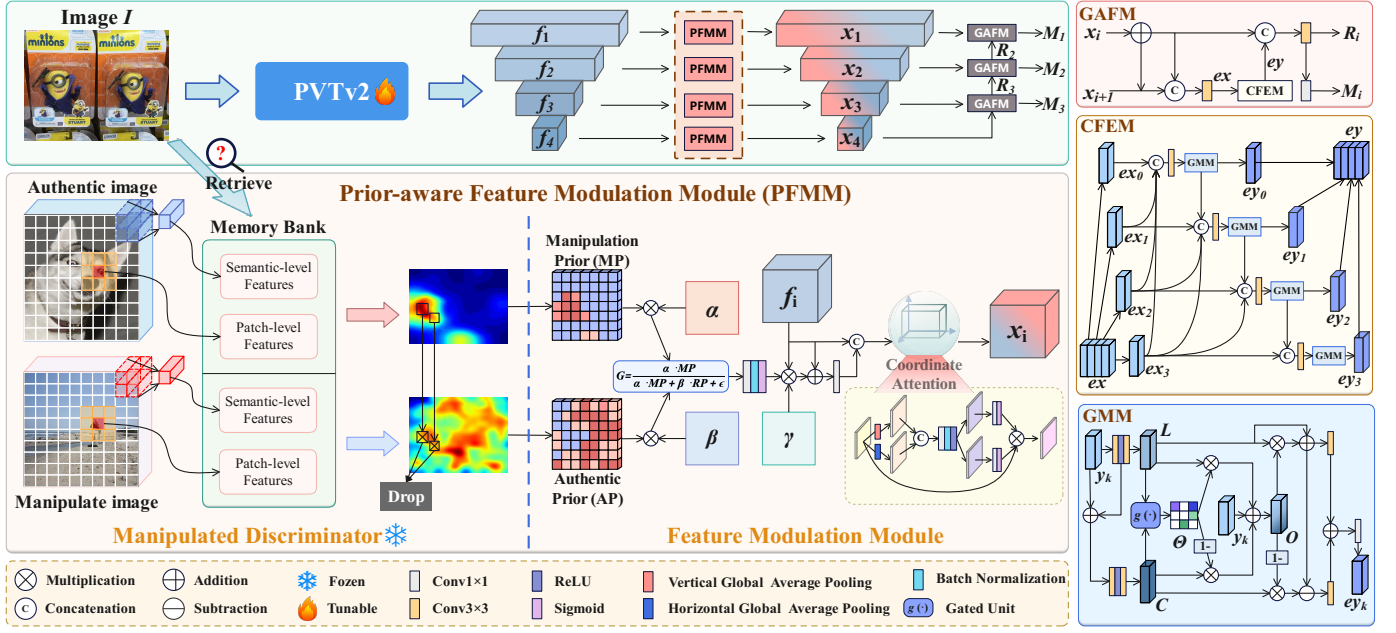 Image I
minions
minions
STUART
PVTv2
f1
f2
f3
f4
PFMM
PFMM
PFMM
PFMM
x1
x2
x3
x4
GAFM
GAFM
GAFM
R2
R3
M1
M2
M3
?
Retrieve
Prior-aware Feature Modulation Module (PFMM)
Authentic image
Memory Bank
Semantic-level
Features
Patch-level
Features
Semantic-level
Features
Patch-level
Features
Manipulate image
Drop
Manipulated Discriminator
Manipulation
Prior (MP)
α
fi
xi
G= α ·MP / α ·MP + β ·RP + ϵ
C
Coordinate
Attention
C
β
γ
Authentic
Prior (AP)
Feature Modulation Module
Multiplication
Addition
Fozen
Conv1×1
ReLU
Vertical Global Average Pooling
Batch Normalization
C
Concatenation
Subtraction
Tunable
Conv3×3
Sigmoid
Horizontal Global Average Pooling
g (·)
Gated Unit
GAFM
xi
C
Ri
ey
xi+1
C
ex
CFEM
Mi
CFEM
ey
ex0
C
GMM
ey0
ex1
C
GMM
ey1
ex2
C
GMM
ey2
ex
ex3
C
GMM
ey3
GMM
L
yk
g (·)
Θ
yk
O
1-
1-
C
eyk